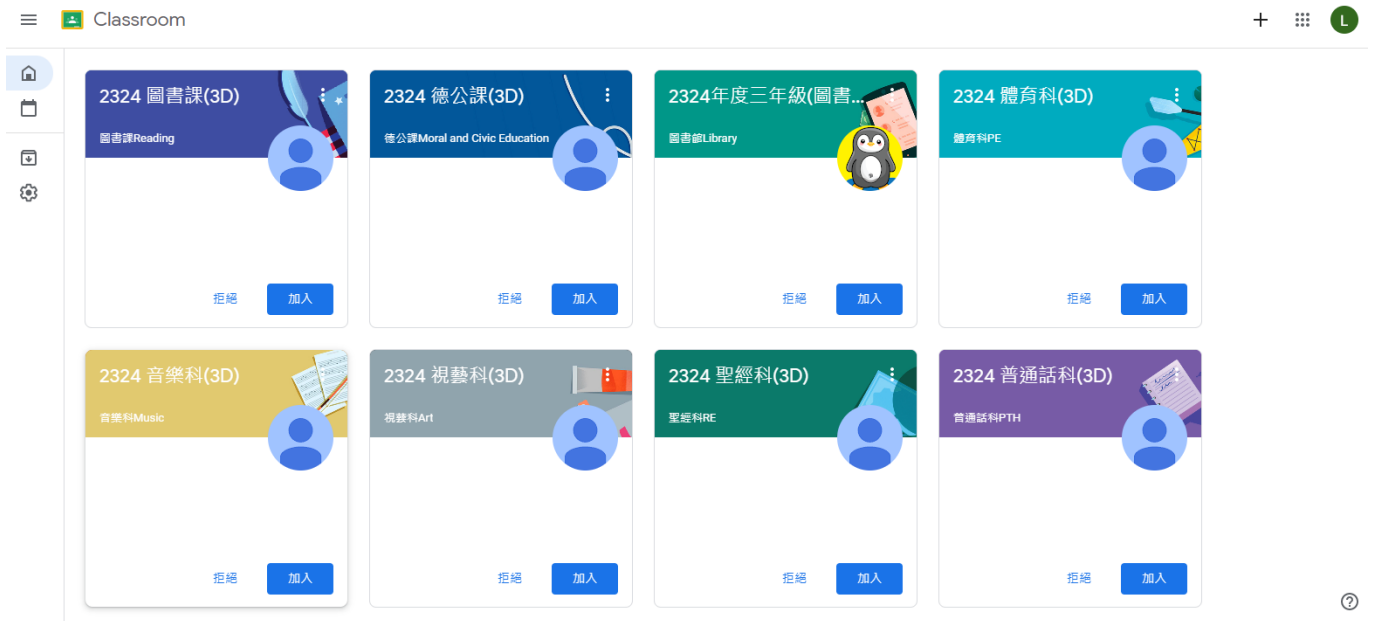 Classroom
L
2324 圖書課(3D)
圖書課Reading
拒絕
加入
2324 德公課(3D)
德公課Moral and Civic Education
拒絕
加入
2324年度三年級(圖書...
圖書館Library
拒絕
加入
2324 體育科(3D)
體育科PE
拒絕
加入
2324 音樂科(3D)
音樂科Music
拒絕
加入
2324 視藝科(3D)
視藝科Art
拒絕
加入
2324 聖經科(3D)
聖經科RE
拒絕
加入
2324 普通話科(3D)
普通話科PTH
拒絕
加入